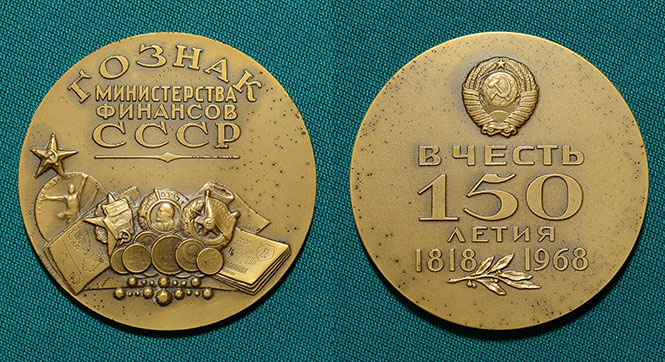 ГОЗНАК
МИНИСТЕРСТВА
ФИНАНСОВ
СССР
В ЧЕСТЬ
150
ЛЕТИЯ
1818 1968